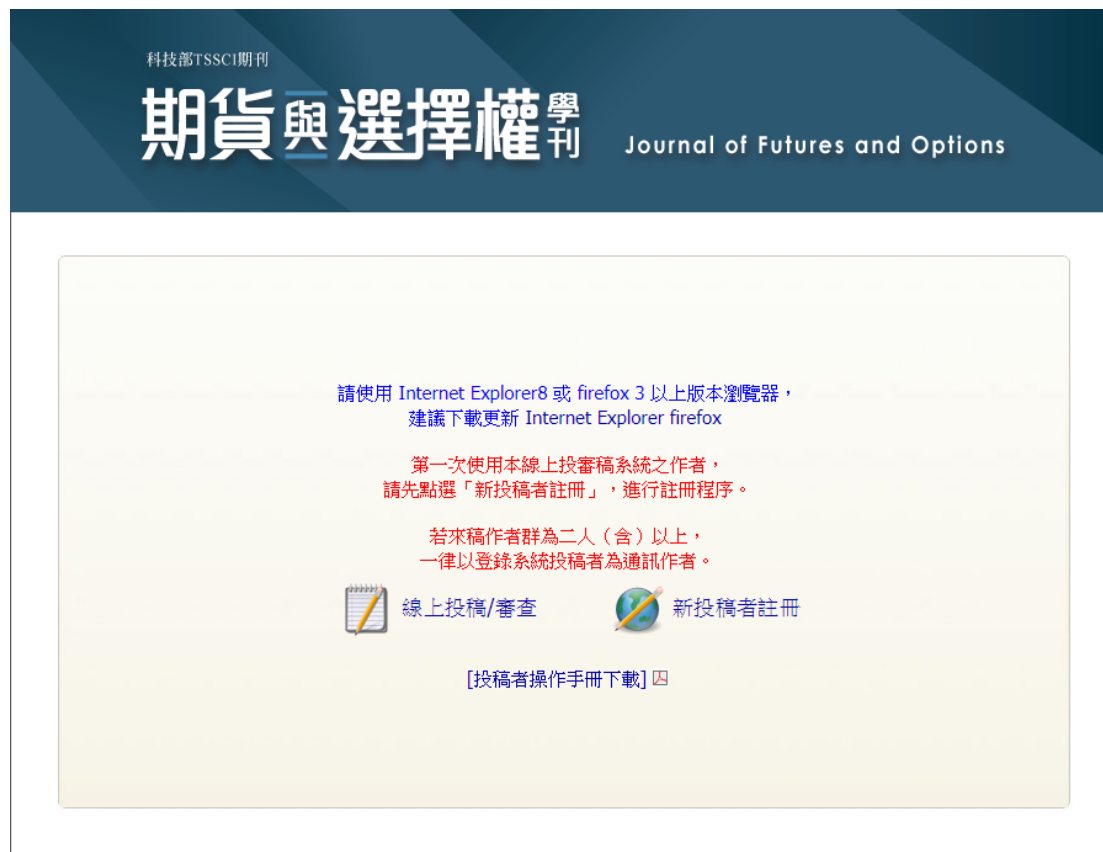 科技部TSSCI期刊
期貨與選擇權學刊 Journal of Futures and Options
請使用 Internet Explorer8 或 firefox 3 以上版本瀏覽器，
建議下載更新 Internet Explorer firefox
第一次使用本線上投審稿系統之作者，
請先點選「新投稿者註冊」，進行註冊程序。
若來稿作者群為二人（含）以上，
一律以登錄系統投稿者為通訊作者。
線上投稿/審查 新投稿者註冊
[投稿者操作手冊下載]